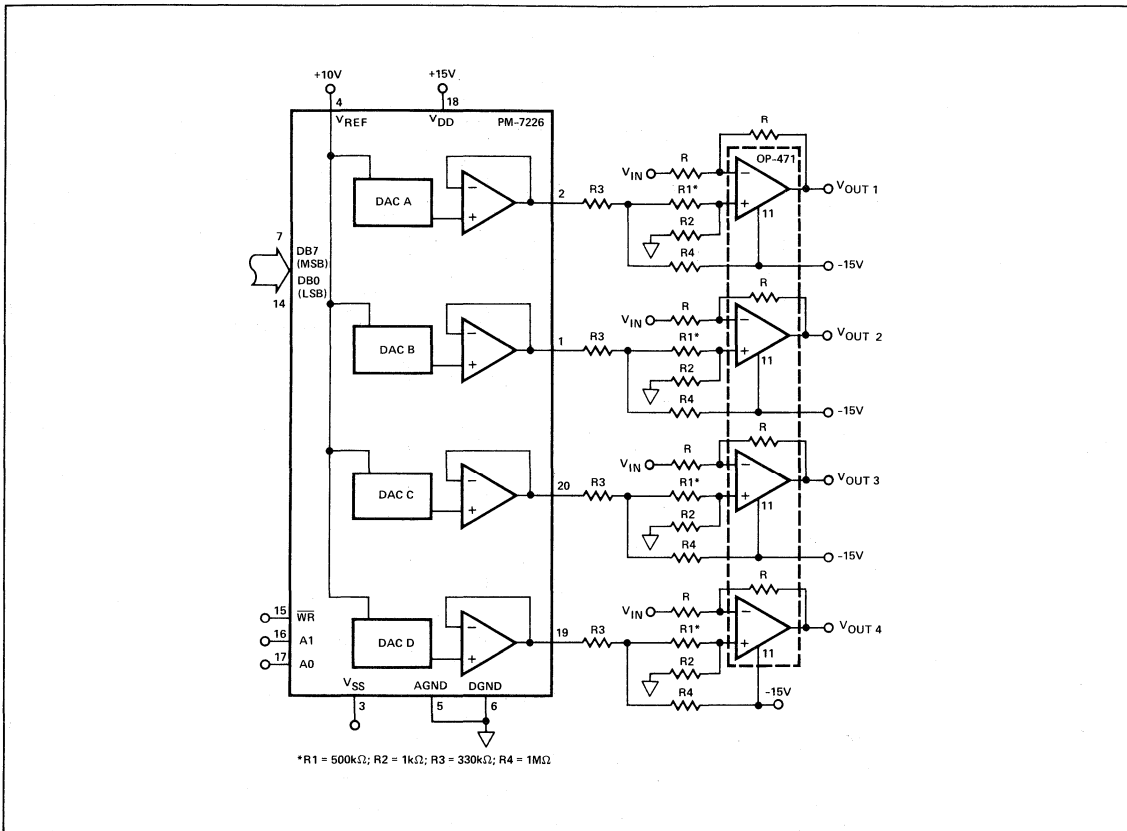 +10V
+15V
4
18
VREF
VDD
PM-7226
DAC A
−
+
2
R3
VIN
R
R
R1*
R2
R4
OP-471
−
+
11
VOUT 1
-15V
7
DB7
(MSB)
DB0
(LSB)
14
DAC B
−
+
1
R3
VIN
R
R
R1*
R2
R4
−
+
11
VOUT 2
-15V
DAC C
−
+
20
R3
VIN
R
R
R1*
R2
R4
−
+
11
VOUT 3
-15V
15
WR
16
A1
17
A0
DAC D
−
+
19
R3
VIN
R
R
R1*
R2
R4
−
+
11
VOUT 4
-15V
VSS
AGND
DGND
3
5
6
*R1 = 500kΩ; R2 = 1kΩ; R3 = 330kΩ; R4 = 1MΩ